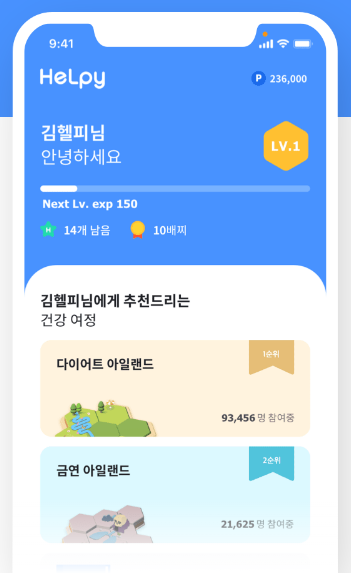 9:41
HeLpy
P 236,000
김헬피님
안녕하세요
LV.1
Next Lv. exp 150
H 14개 남음
10배찌
김헬피님에게 추천드리는
건강 여정
1순위
다이어트 아일랜드
93,456 명 참여중
2순위
금연 아일랜드
21,625 명 참여중